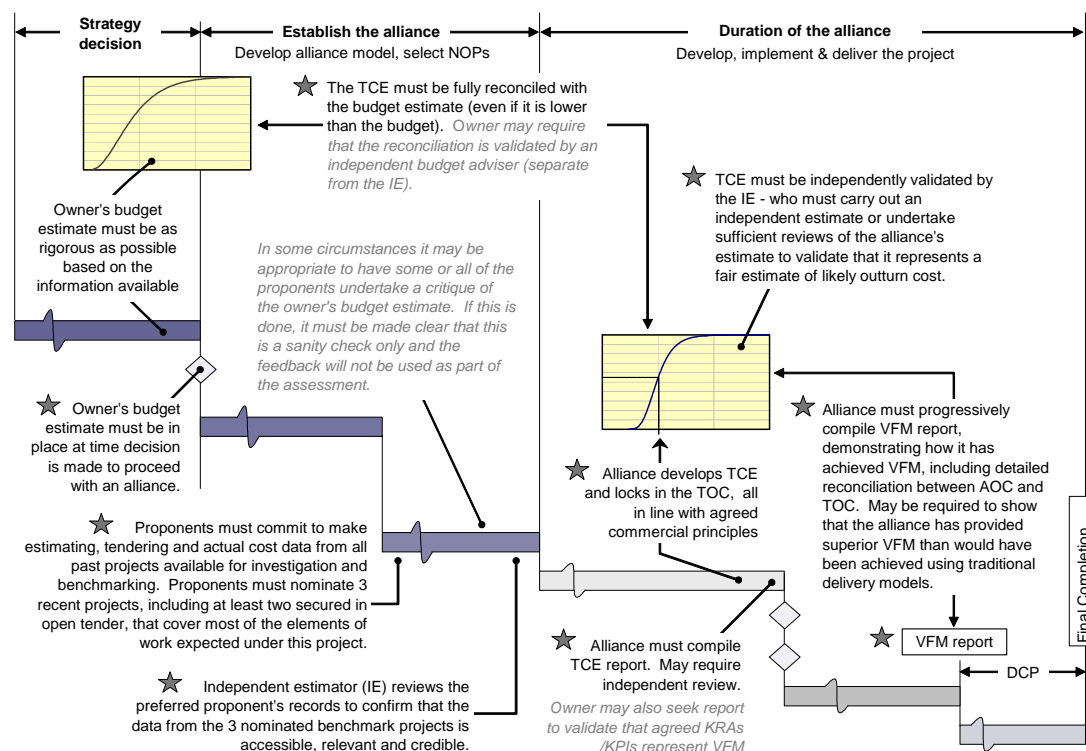 Strategy
decision
Establish the alliance
Develop alliance model, select NOPs
Duration of the alliance
Develop, implement & deliver the project
The TCE must be fully reconciled with
the budget estimate (even if it is lower
than the budget). Owner may require
that the reconciliation is validated by an
independent budget adviser (separate
from the IE).
TCE must be independently validated by
the IE - who must carry out an
independent estimate or undertake
sufficient reviews of the alliance's
estimate to validate that it represents a
fair estimate of likely outturn cost.
Owner's budget
estimate must be as
rigorous as possible
based on the
information available
In some circumstances it may be
appropriate to have some or all of the
proponents undertake a critique of
the owner's budget estimate. If this is
done, it must be made clear that this
is a sanity check only and the
feedback will not be used as part of
the assessment.
Owner's budget
estimate must be in
place at time decision
is made to proceed
with an alliance.
Alliance must progressively
compile VFM report,
demonstrating how it has
achieved VFM, including detailed
reconciliation between AOC and
TOC. May be required to show
that the alliance has provided
superior VFM than would have
been achieved using traditional
delivery models.
Alliance develops TCE
and locks in the TOC, all
in line with agreed
commercial principles
Proponents must commit to make
estimating, tendering and actual cost data from all
past projects available for investigation and
benchmarking. Proponents must nominate 3
recent projects, including at least two secured in
open tender, that cover most of the elements of
work expected under this project.
Final Completion
Alliance must compile
TCE report. May require
independent review.
Owner may also seek report
to validate that agreed KRAs
/KPIs represent VFM
VFM report
DCP
Independent estimator (IE) reviews the
preferred proponent's records to confirm that the
data from the 3 nominated benchmark projects is
accessible, relevant and credible.